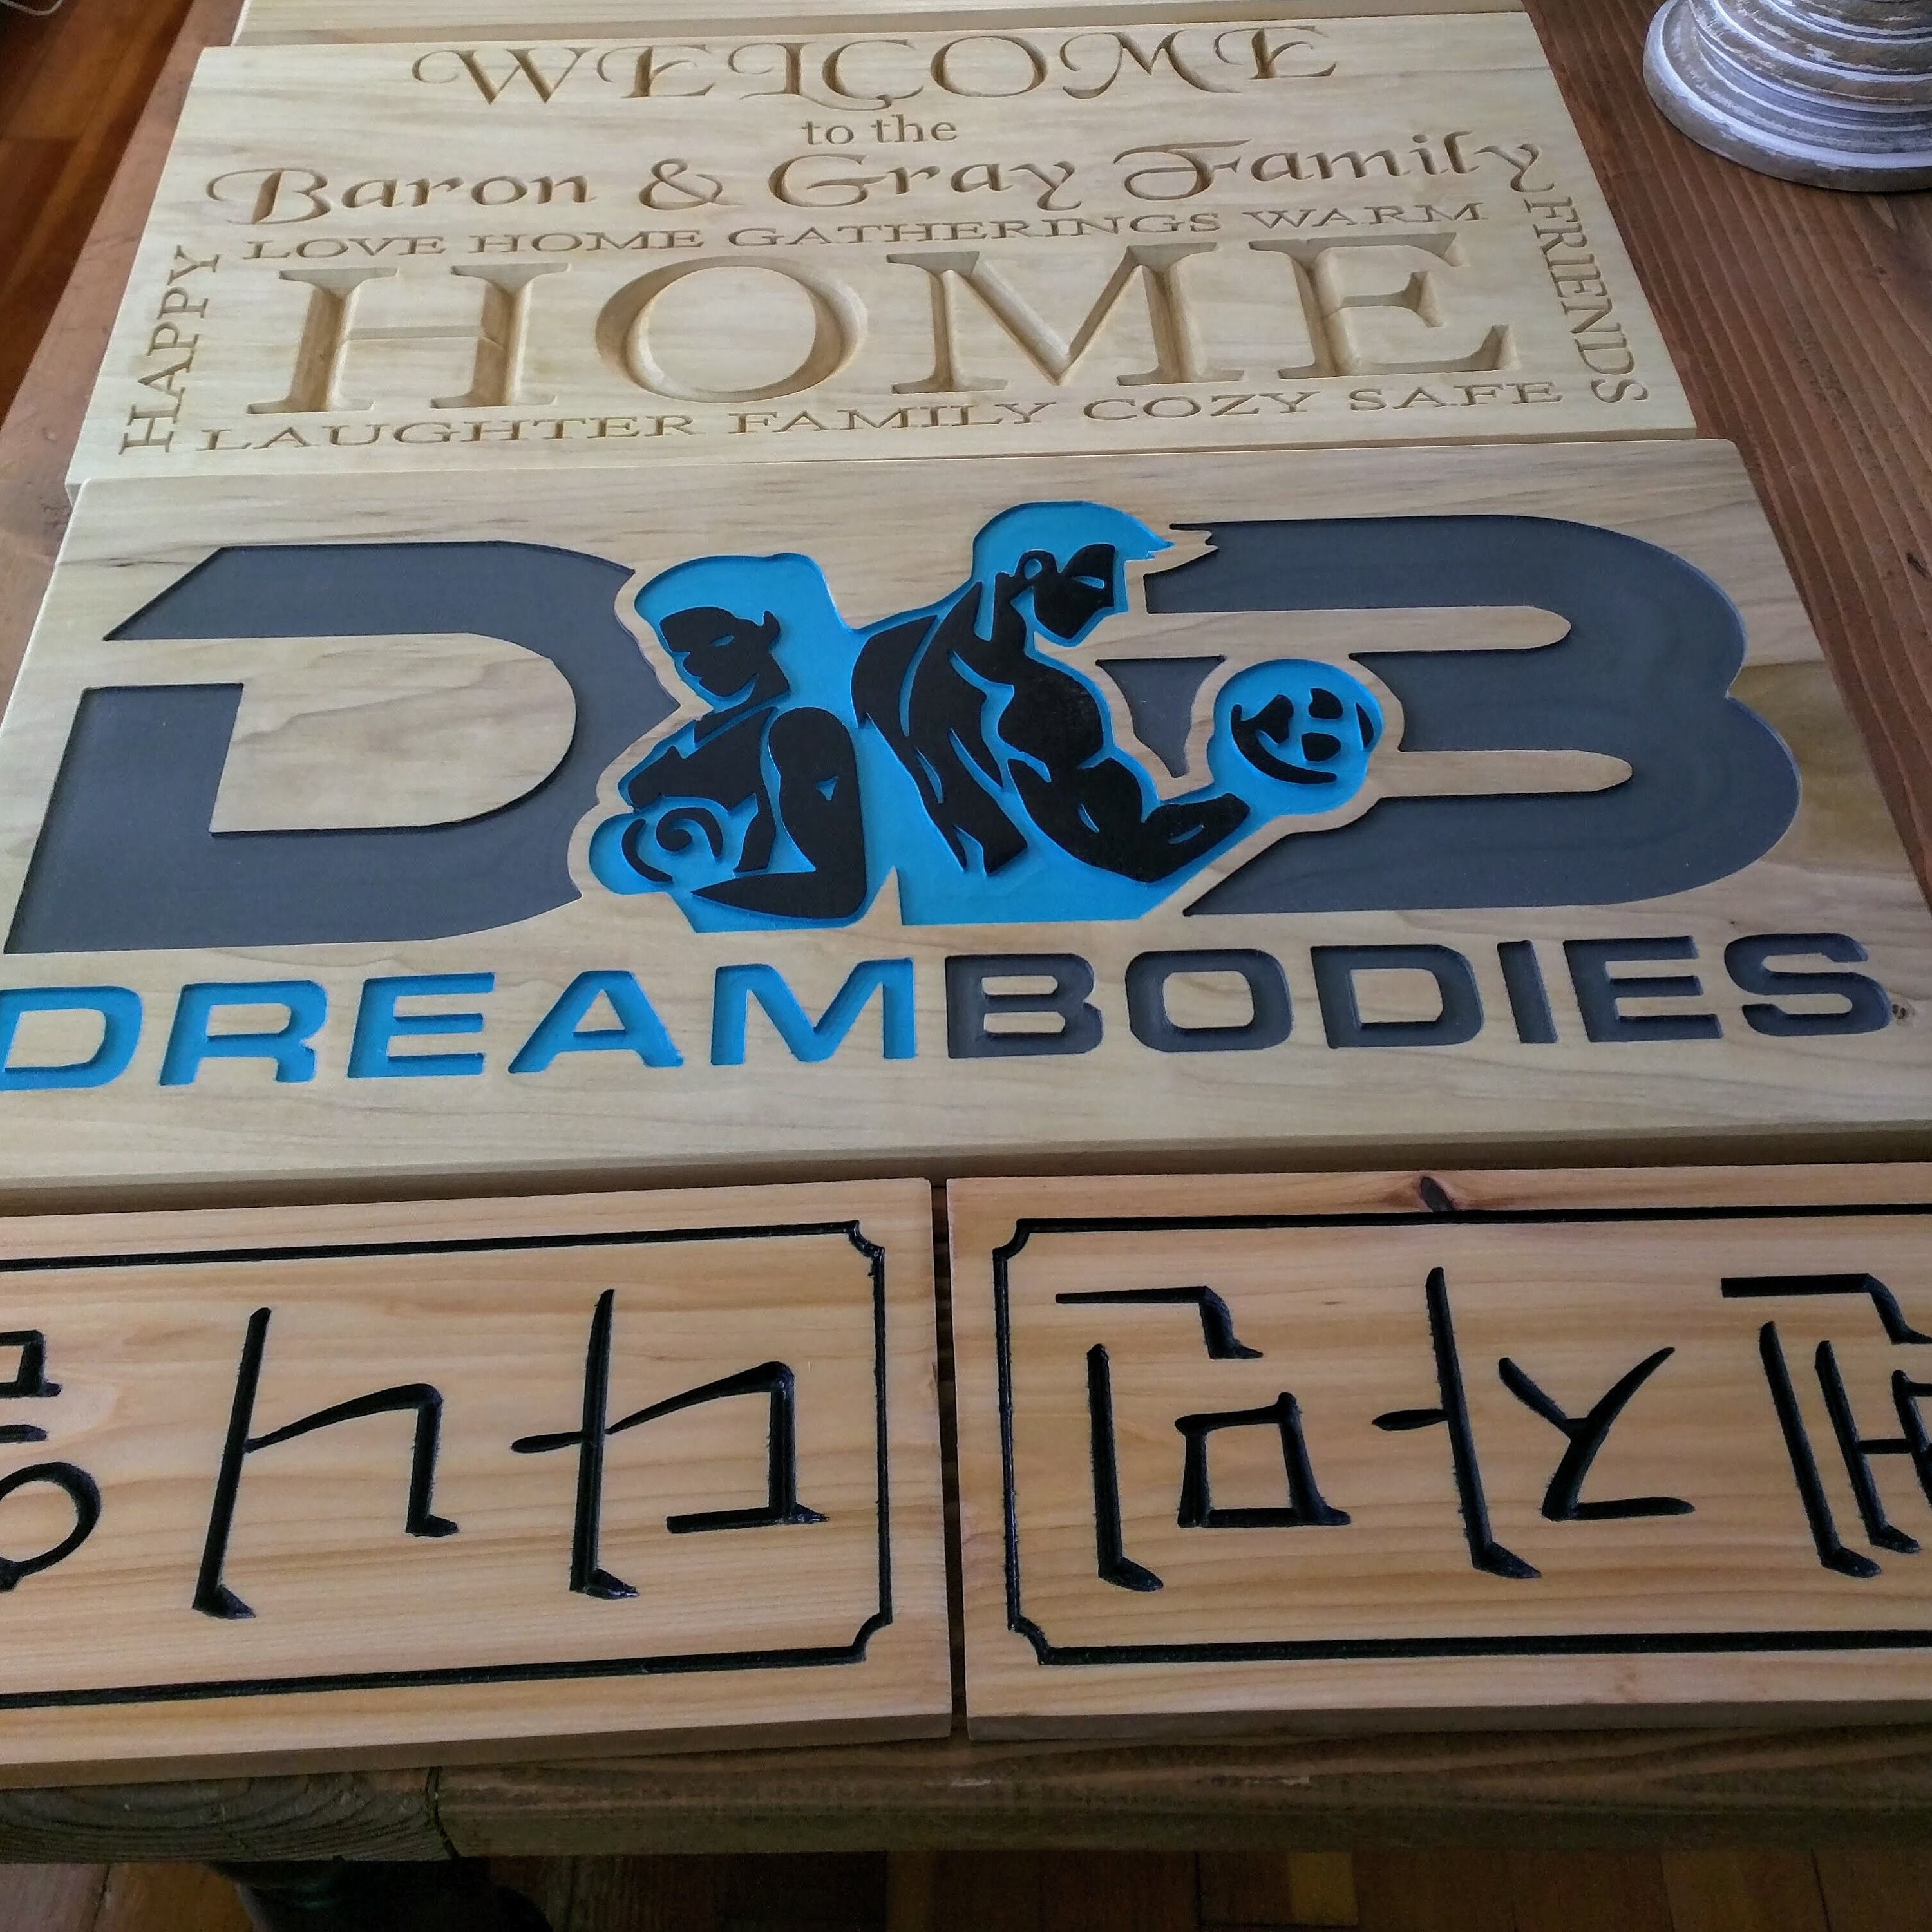 WELCOME
to the
Baron & Gray Family
LOVE HOME GATHERINGS WARM
HAPPY
HOME
FRIENDS
LAUGHTER FAMILY COZY SAFE
DB
DREAMBODIES